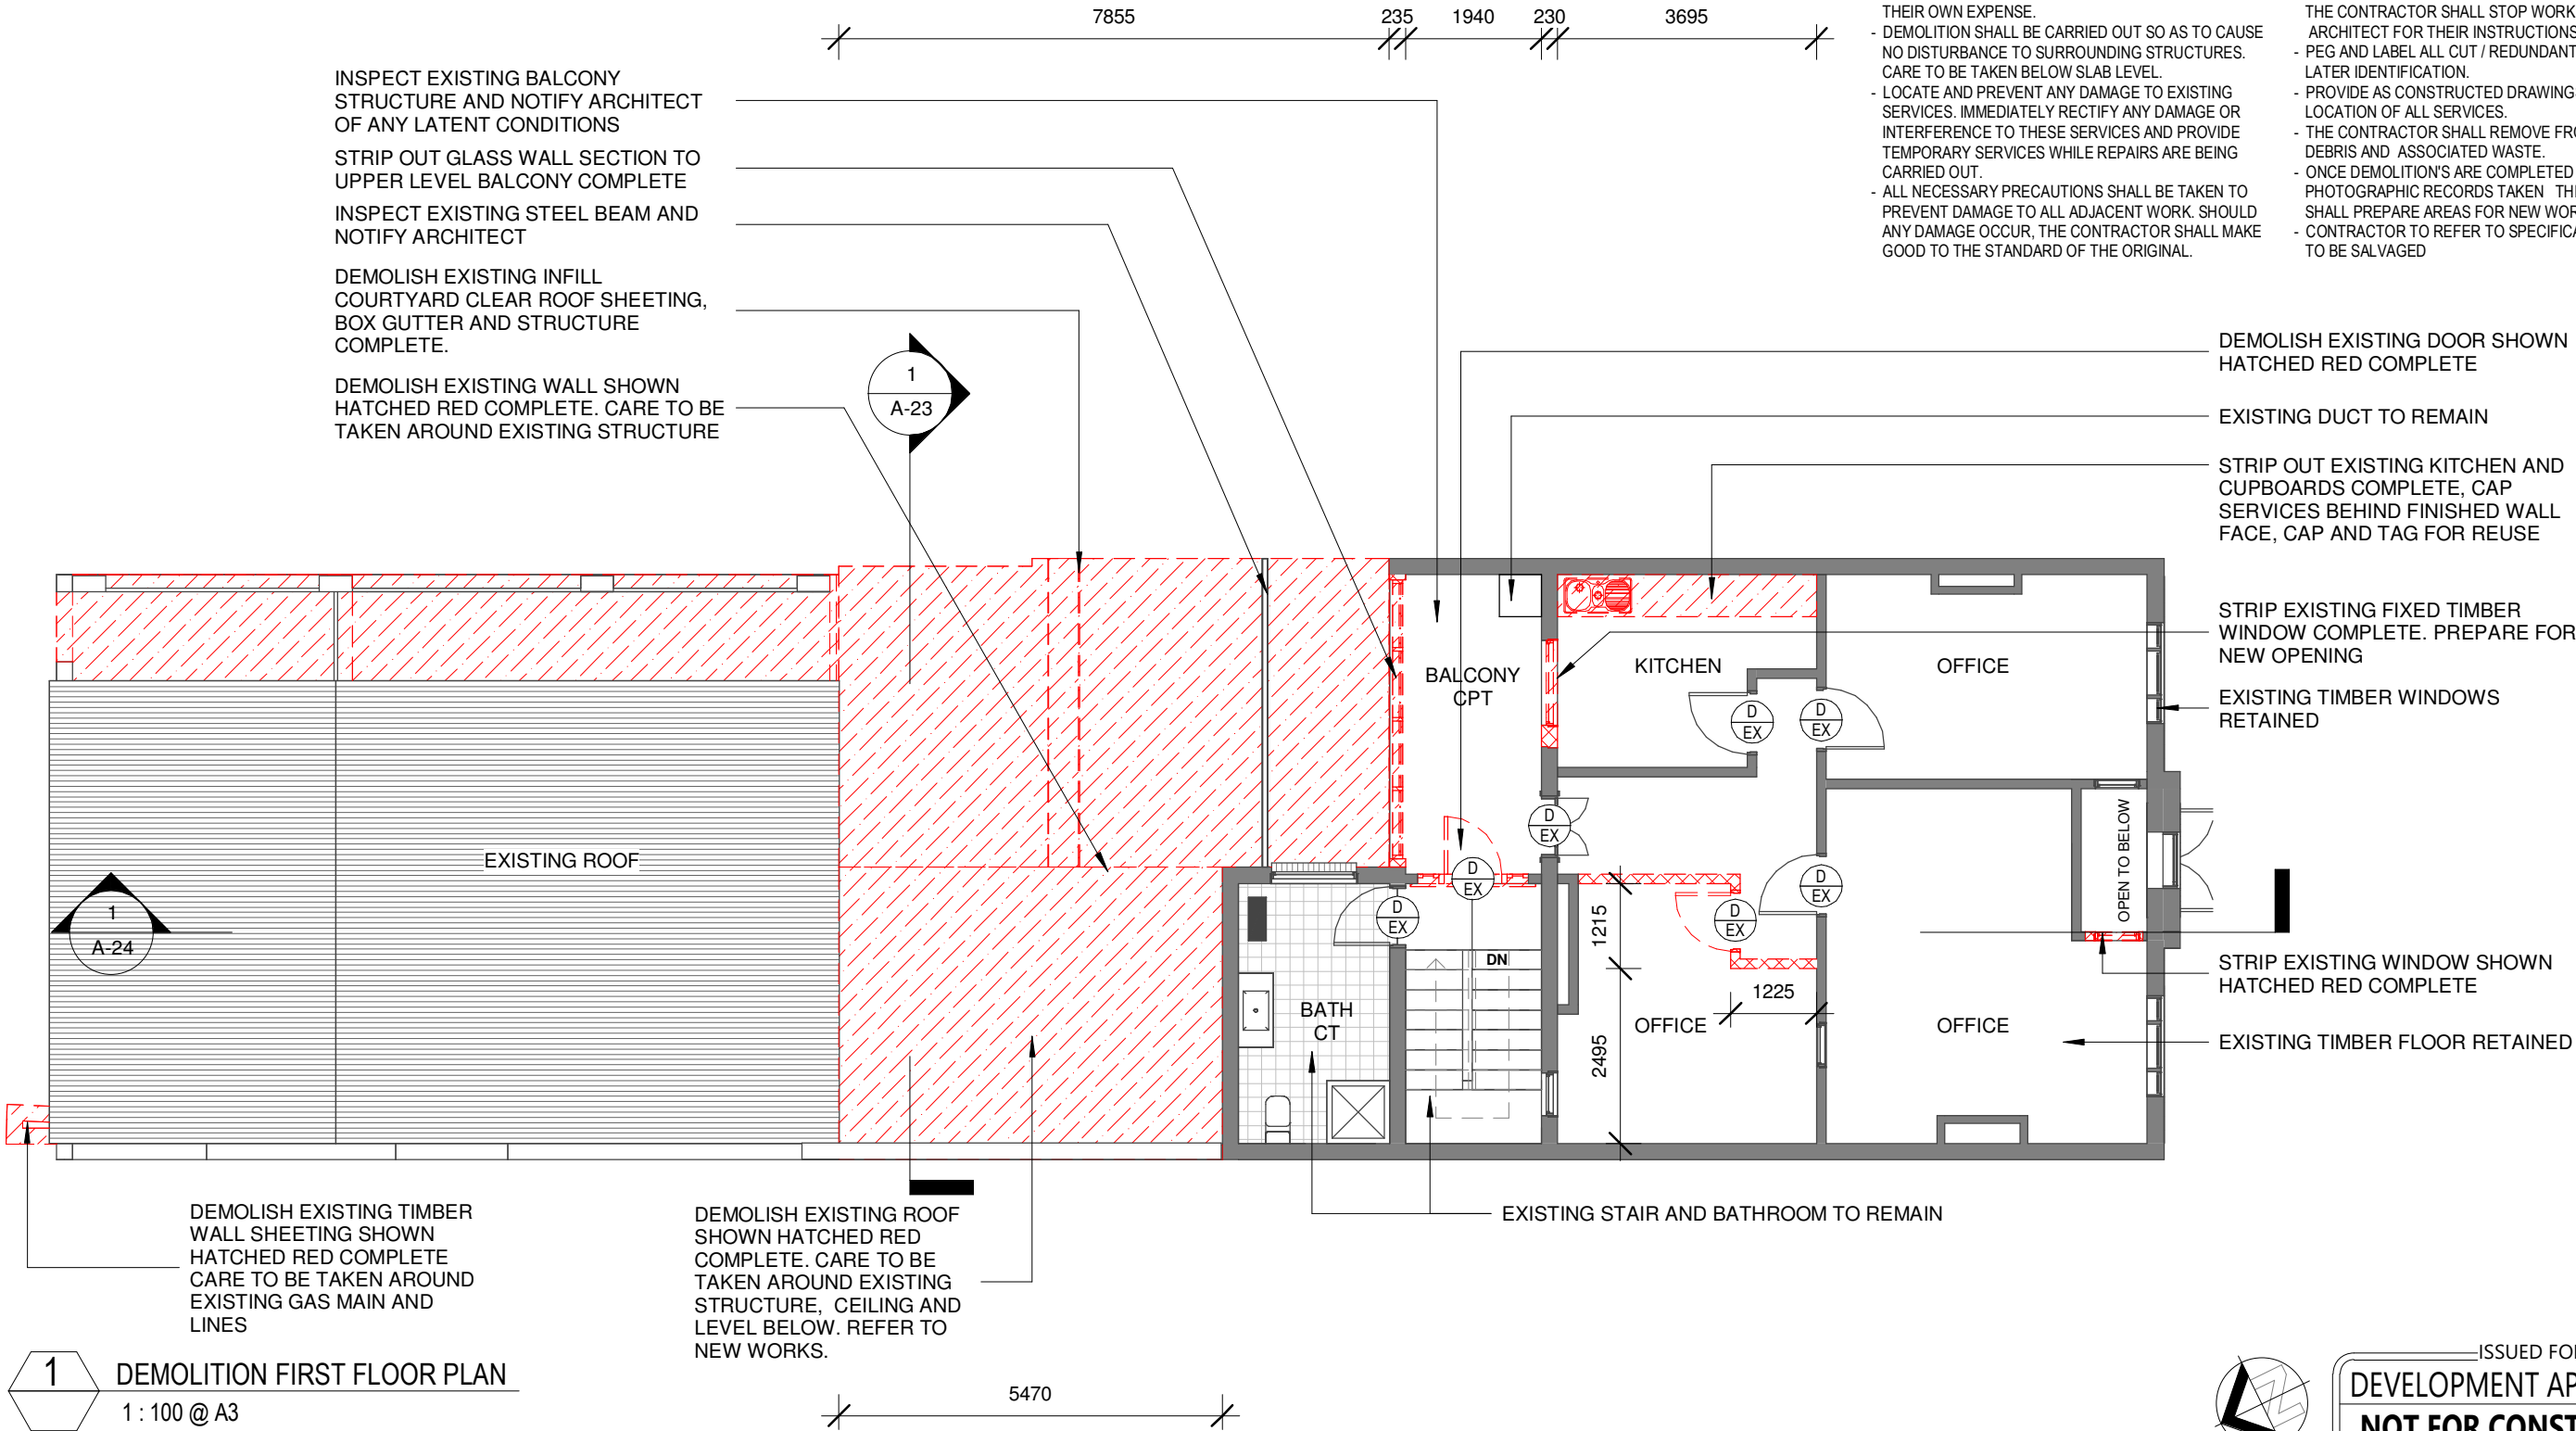 7855
235
1940
230
3695
THEIR OWN EXPENSE.
- DEMOLITION SHALL BE CARRIED OUT SO AS TO CAUSE
NO DISTURBANCE TO SURROUNDING STRUCTURES.
CARE TO BE TAKEN BELOW SLAB LEVEL.
- LOCATE AND PREVENT ANY DAMAGE TO EXISTING
SERVICES. IMMEDIATELY RECTIFY ANY DAMAGE OR
INTERFERENCE TO THESE SERVICES AND PROVIDE
TEMPORARY SERVICES WHILE REPAIRS ARE BEING
CARRIED OUT.
- ALL NECESSARY PRECAUTIONS SHALL BE TAKEN TO
PREVENT DAMAGE TO ALL ADJACENT WORK. SHOULD
ANY DAMAGE OCCUR, THE CONTRACTOR SHALL MAKE
GOOD TO THE STANDARD OF THE ORIGINAL.
THE CONTRACTOR SHALL STOP WORK
ARCHITECT FOR THEIR INSTRUCTIONS
- PEG AND LABEL ALL CUT / REDUNDANT
LATER IDENTIFICATION.
- PROVIDE AS CONSTRUCTED DRAWING
LOCATION OF ALL SERVICES.
- THE CONTRACTOR SHALL REMOVE
DEBRIS AND ASSOCIATED WASTE.
- ONCE DEMOLITION'S ARE COMPLETED
PHOTOGRAPHIC RECORDS TAKEN
SHALL PREPARE AREAS FOR NEW
- CONTRACTOR TO REFER TO
TO BE SALVAGED
INSPECT EXISTING BALCONY
STRUCTURE AND NOTIFY ARCHITECT
OF ANY LATENT CONDITIONS
STRIP OUT GLASS WALL SECTION TO
UPPER LEVEL BALCONY COMPLETE
INSPECT EXISTING STEEL BEAM AND
NOTIFY ARCHITECT
DEMOLISH EXISTING INFILL
COURTYARD CLEAR ROOF SHEETING,
BOX GUTTER AND STRUCTURE
COMPLETE.
DEMOLISH EXISTING WALL SHOWN
HATCHED RED COMPLETE. CARE TO BE
TAKEN AROUND EXISTING STRUCTURE
1
A-23
DEMOLISH EXISTING DOOR SHOWN
HATCHED RED COMPLETE
EXISTING DUCT TO REMAIN
STRIP OUT EXISTING KITCHEN AND
CUPBOARDS COMPLETE, CAP
SERVICES BEHIND FINISHED WALL
FACE, CAP AND TAG FOR REUSE
STRIP EXISTING FIXED TIMBER
WINDOW COMPLETE. PREPARE FOR
NEW OPENING
EXISTING TIMBER WINDOWS
RETAINED
BALCONY
CPT
KITCHEN
OFFICE
D
EX
D
EX
D
EX
D
EX
D
EX
D
EX
D
EX
EXISTING ROOF
1
A-24
OPEN TO BELOW
1215
2495
1225
DN
BATH
CT
OFFICE
OFFICE
STRIP EXISTING WINDOW SHOWN
HATCHED RED COMPLETE
EXISTING TIMBER FLOOR RETAINED
EXISTING STAIR AND BATHROOM TO REMAIN
DEMOLISH EXISTING TIMBER
WALL SHEETING SHOWN
HATCHED RED COMPLETE
CARE TO BE TAKEN AROUND
EXISTING GAS MAIN AND
LINES
DEMOLISH EXISTING ROOF
SHOWN HATCHED RED
COMPLETE. CARE TO BE
TAKEN AROUND EXISTING
STRUCTURE, CEILING AND
LEVEL BELOW. REFER TO
NEW WORKS.
1
DEMOLITION FIRST FLOOR PLAN
1 : 100 @ A3
5470
N
ISSUED
DEVELOPMENT
NOT FOR